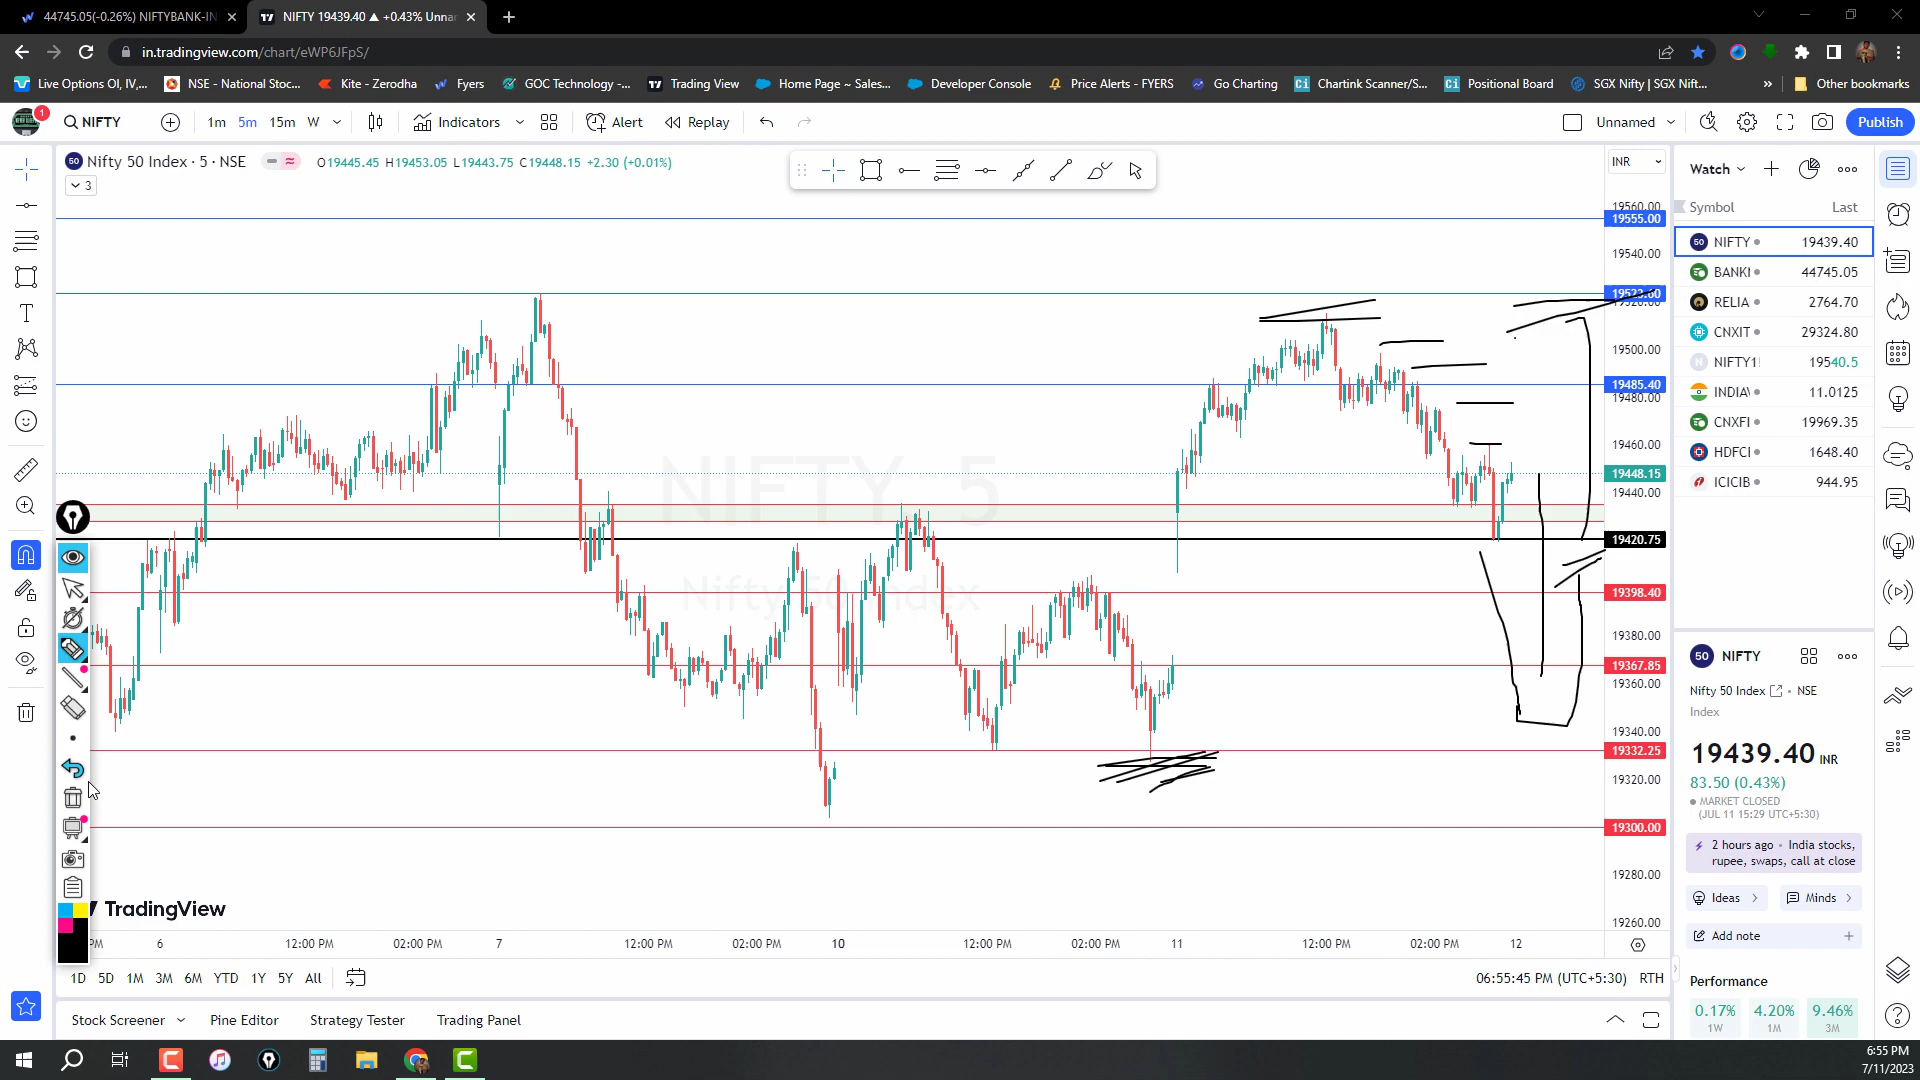 44745.05(-0.26%) NIFTYBANK-IN
NIFTY 19439.40 ▲ +0.43% Unnar
in.tradingview.com/chart/eWP6JFpS/
Live Options OI, IV,... NSE - National Stoc... Kite - Zerodha Fyers GOC Technology -... Trading View Home Page ~ Sales... Developer Console Price Alerts - FYERS Go Charting Chartink Scanner/S... Positional Board SGX Nifty | SGX Nift... » Other bookmarks
1 NIFTY 1m 5m 15m W Indicators Alert Replay Unnamed Publish
Nifty 50 Index · 5 · NSE O19445.45 H19453.05 L19443.75 C19448.15 +2.30 (+0.01%)
3
INR
NIFTY 5
Nifty 50 Index
19560.00
19555.00
19540.00
19523.60
19520.00
19500.00
19485.40
19480.00
19460.00
19448.15
19440.00
19420.75
19398.40
19380.00
19367.85
19360.00
19340.00
19332.25
19320.00
19300.00
19280.00
19260.00
TradingView
PM 6 12:00 PM 02:00 PM 7 12:00 PM 02:00 PM 10 12:00 PM 02:00 PM 11 12:00 PM 02:00 PM 12
1D 5D 1M 3M 6M YTD 1Y 5Y All 06:55:45 PM (UTC+5:30) RTH
Stock Screener Pine Editor Strategy Tester Trading Panel
Watch
Symbol Last
50 NIFTY 19439.40
BANKI 44745.05
RELIA 2764.70
CNXIT 29324.80
N NIFTY1 19540.5
INDIA 11.0125
CNXFI 19969.35
HDFCI 1648.40
ICICIB 944.95
50 NIFTY
Nifty 50 Index · NSE
Index
19439.40 INR
83.50 (0.43%)
MARKET CLOSED
(JUL 11 15:29 UTC+5:30)
2 hours ago · India stocks,
rupee, swaps, call at close
Ideas Minds
Add note
Performance
0.17% 4.20% 9.46%
1W 1M 3M
6:55 PM
7/11/2023